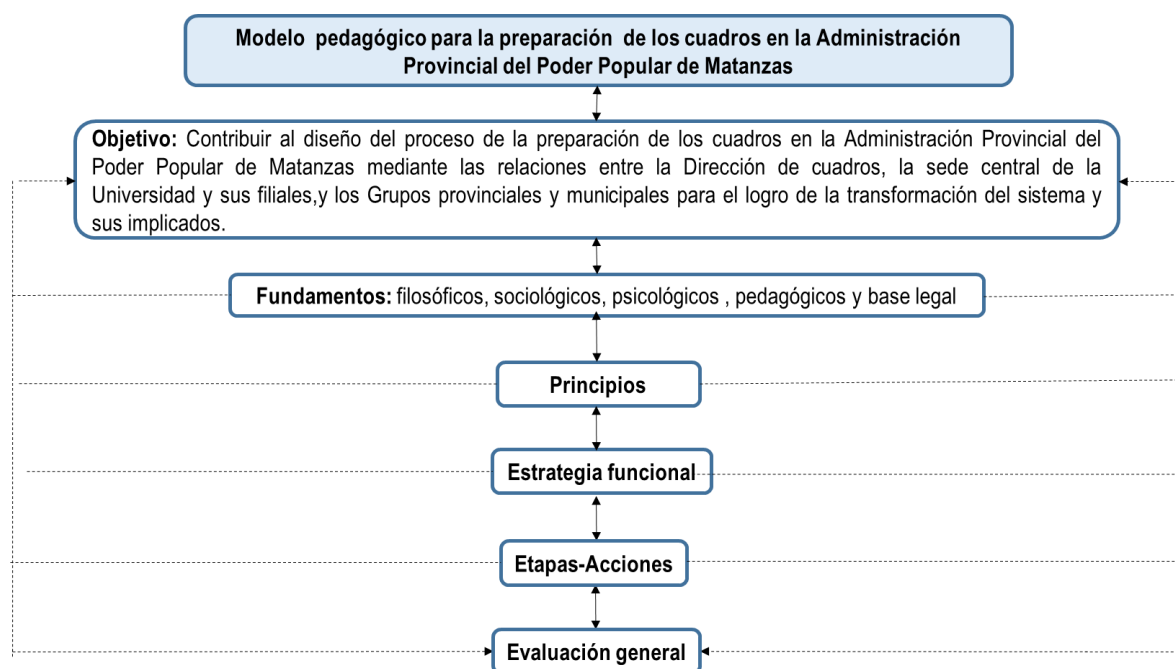 Modelo pedagógico para la preparación de los cuadros en la Administración
Provincial del Poder Popular de Matanzas
Objetivo: Contribuir al diseño del proceso de la preparación de los cuadros en la Administración Provincial del
Poder Popular de Matanzas mediante las relaciones entre la Dirección de cuadros, la sede central de la
Universidad y sus filiales,y los Grupos provinciales y municipales para el logro de la transformación del sistema y
sus implicados.
Fundamentos: filosóficos, sociológicos, psicológicos , pedagógicos y base legal
Principios
Estrategia funcional
Etapas-Acciones
Evaluación general